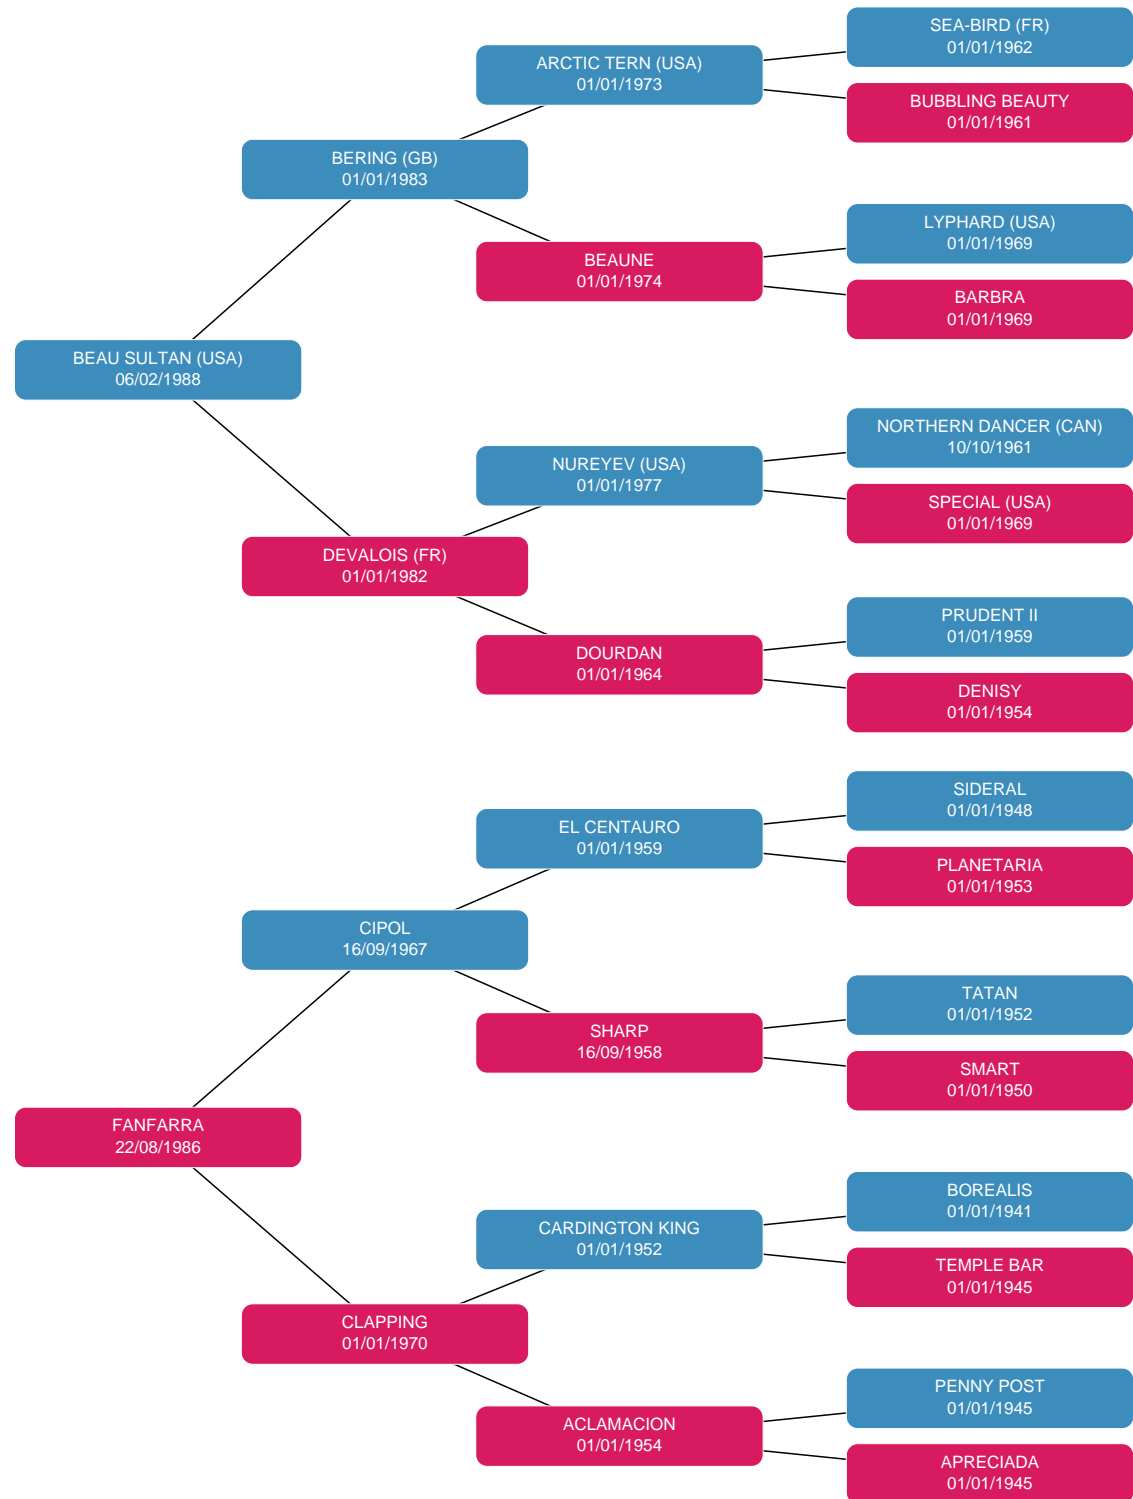 SEA-BIRD (FR)
01/01/1962
ARCTIC TERN (USA)
01/01/1973
BUBBLING BEAUTY
01/01/1961
BERING (GB)
01/01/1983
LYPHARD (USA)
01/01/1969
BEAUNE
01/01/1974
BARBRA
01/01/1969
BEAU SULTAN (USA)
06/02/1988
NORTHERN DANCER (CAN)
10/10/1961
NUREYEV (USA)
01/01/1977
SPECIAL (USA)
01/01/1969
DEVALOIS (FR)
01/01/1982
PRUDENT II
01/01/1959
DOURDAN
01/01/1964
DENISY
01/01/1954
SIDERAL
01/01/1948
EL CENTAURO
01/01/1959
PLANETARIA
01/01/1953
CIPOL
16/09/1967
TATAN
01/01/1952
SHARP
16/09/1958
SMART
01/01/1950
FANFARRA
22/08/1986
BOREALIS
01/01/1941
CARDINGTON KING
01/01/1952
TEMPLE BAR
01/01/1945
CLAPPING
01/01/1970
PENNY POST
01/01/1945
ACLAMACION
01/01/1954
APRECIADA
01/01/1945